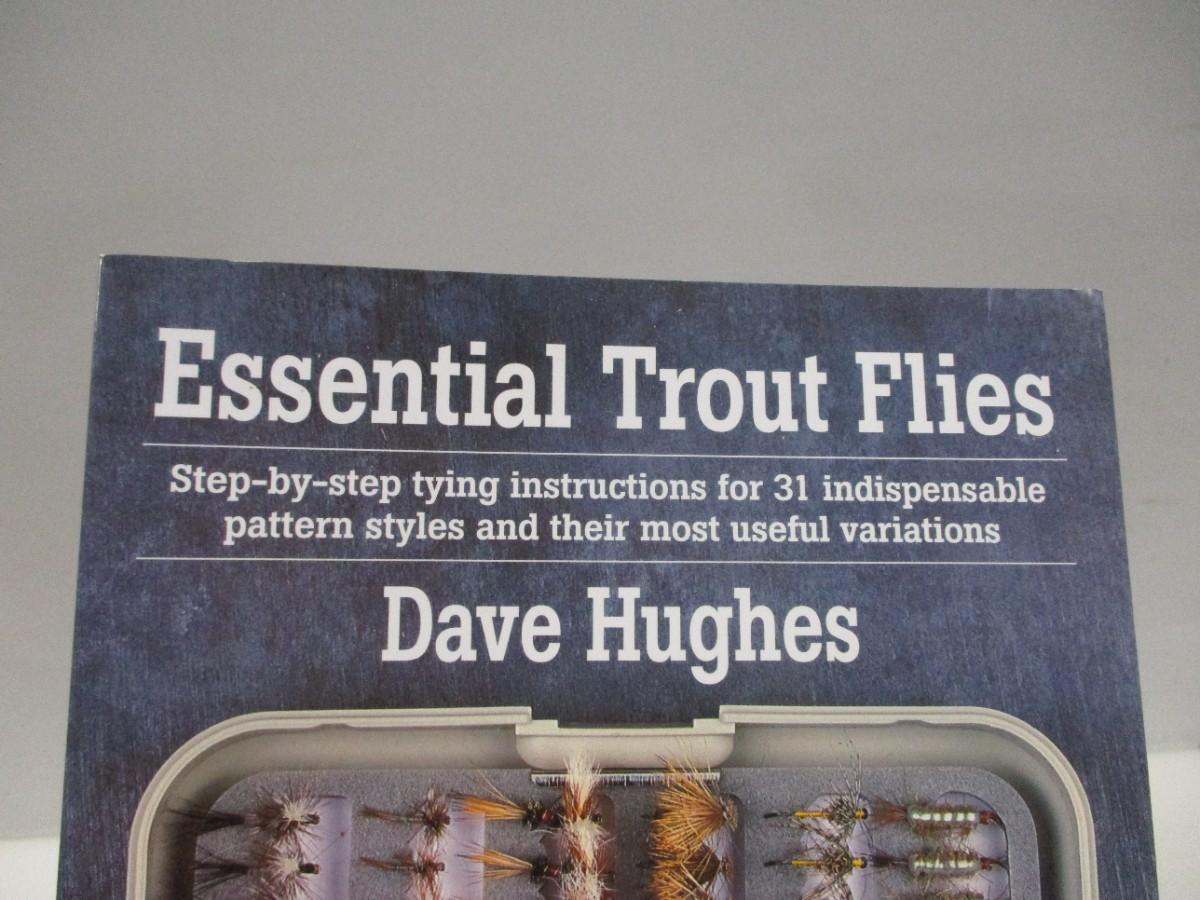 Essential Trout Flies
Step-by-step tying instructions for 31 indispensable
pattern styles and their most useful variations
Dave Hughes